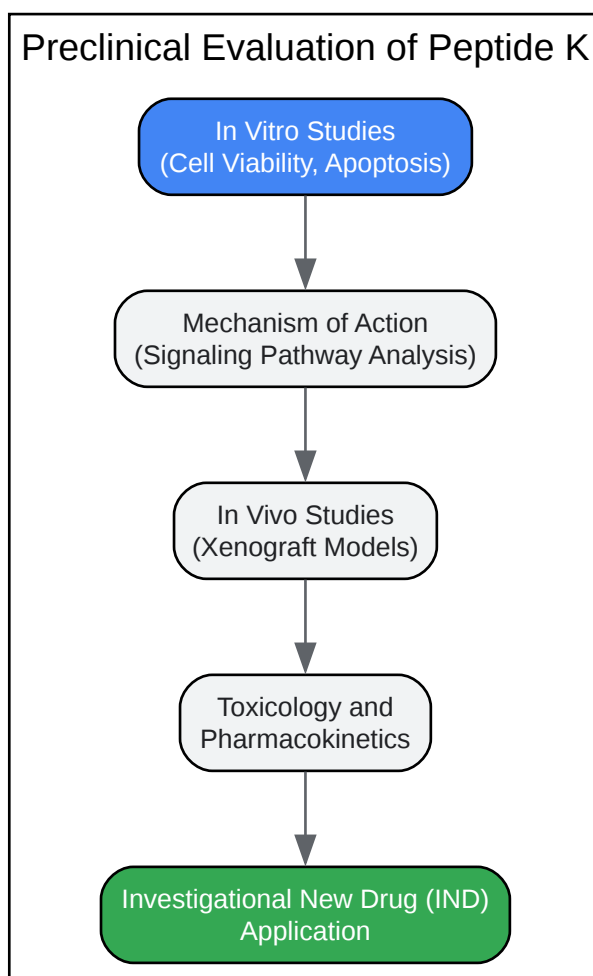 Preclinical Evaluation of Peptide K
In Vitro Studies
(Cell Viability, Apoptosis)
Mechanism of Action
(Signaling Pathway Analysis)
In Vivo Studies
(Xenograft Models)
Toxicology and
Pharmacokinetics
Investigational New Drug (IND)
Application